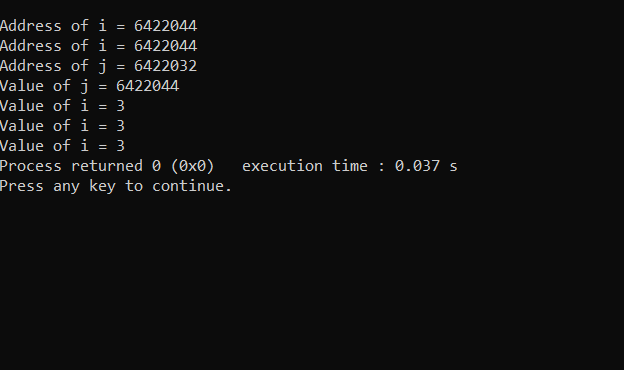 Address of i = 6422044
Address of i = 6422044
Address of j = 6422032
Value of j = 6422044
Value of i = 3
Value of i = 3
Value of i = 3
Process returned 0 (0x0)   execution time : 0.037 s
Press any key to continue.